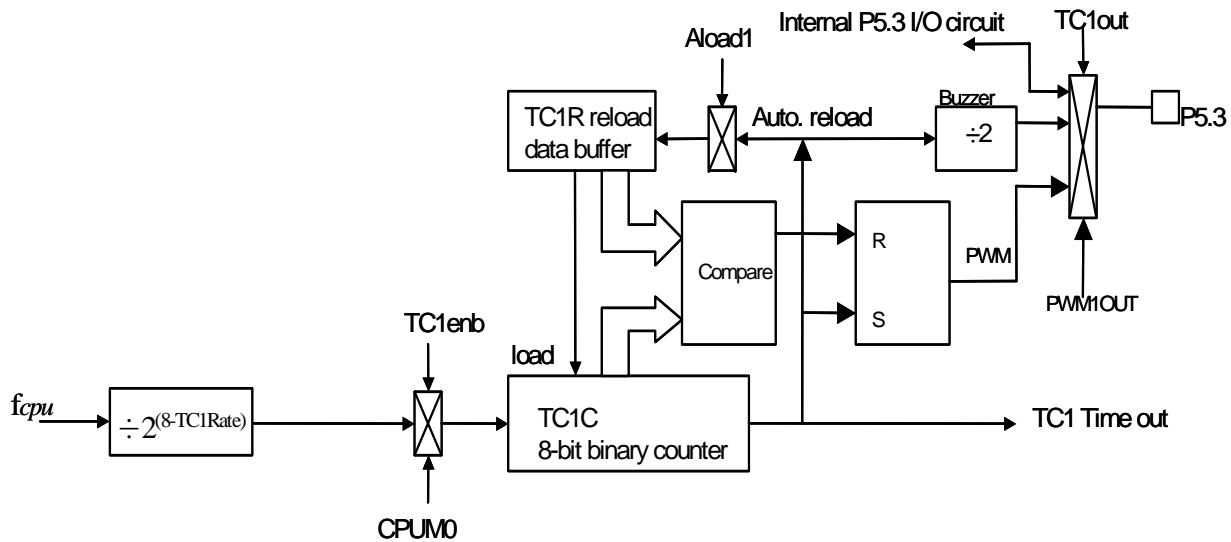 Internal P5.3 I/O circuit
TC1out
Aload1
TC1R reload
data buffer
Auto. reload
Buzzer
÷2
P5.3
Compare
R
S
PWM
PWM1OUT
TC1enb
load
fcpu
÷2(8-TC1Rate)
TC1C
8-bit binary counter
TC1 Time out
CPUM0